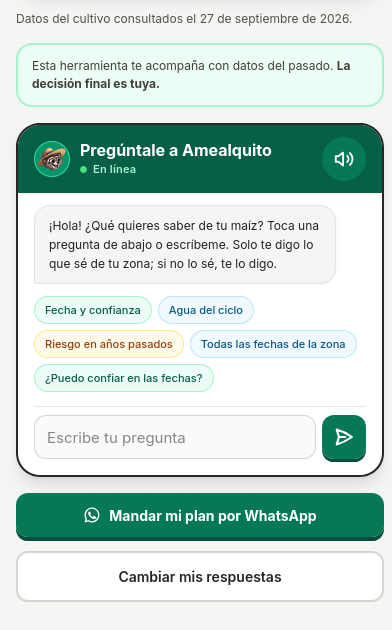 Datos del cultivo consultados el 27 de septiembre de 2026.
Esta herramienta te acompaña con datos del pasado. La
decisión final es tuya.
Pregúntale a Amealquito
En línea
¡Hola! ¿Qué quieres saber de tu maíz? Toca una
pregunta de abajo o escríbeme. Solo te digo lo
que sé de tu zona; si no lo sé, te lo digo.
Fecha y confianza
Agua del ciclo
Riesgo en años pasados
Todas las fechas de la zona
¿Puedo confiar en las fechas?
Escribe tu pregunta
Mandar mi plan por WhatsApp
Cambiar mis respuestas